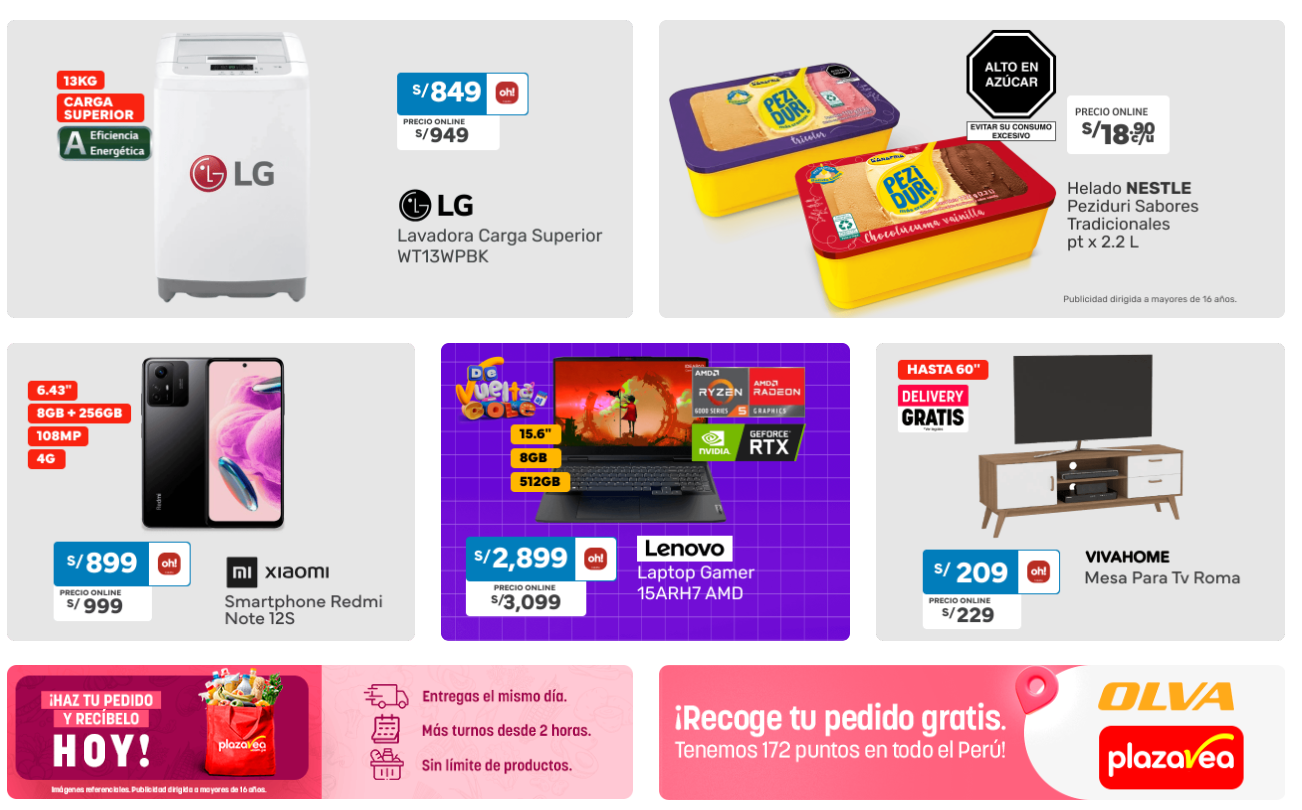 13KG
CARGA
SUPERIOR
A Eficiencia
Energética
LG
S/849 oh!
PRECIO ONLINE
S/949
LG
Lavadora Carga Superior
WT13WPBK
ALTO EN
AZÚCAR
EVITAR SU CONSUMO
EXCESIVO
PRECIO ONLINE
S/18.90
c/u
Helado NESTLE
Peziduri Sabores
Tradicionales
pt x 2.2 L
Publicidad dirigida a mayores de 16 años.
PEZI
DURI
Tricolor
PEZI
DURI
Chocolúcuma vainilla
6.43"
8GB + 256GB
108MP
4G
Redmi
S/899 oh!
PRECIO ONLINE
S/999
mi xiaomi
Smartphone Redmi
Note 12S
DE
Vuelta
COLE
15.6"
8GB
512GB
AMD
RYZEN
6000 SERIES 5
AMD
RADEON
GRAPHICS
NVIDIA
GEFORCE
RTX
S/2,899 oh!
PRECIO ONLINE
S/3,099
Lenovo
Laptop Gamer
15ARH7 AMD
HASTA 60"
DELIVERY
GRATIS
S/ 209 oh!
PRECIO ONLINE
S/229
VIVAHOME
Mesa Para Tv Roma
¡HAZ TU PEDIDO
Y RECÍBELO
HOY!
plazavea
Imágenes referenciales. Publicidad dirigida a mayores de 16 años.
Entregas el mismo día.
Más turnos desde 2 horas.
Sin límite de productos.
¡Recoge tu pedido gratis.
Tenemos 172 puntos en todo el Perú!
OLVA
plazavea